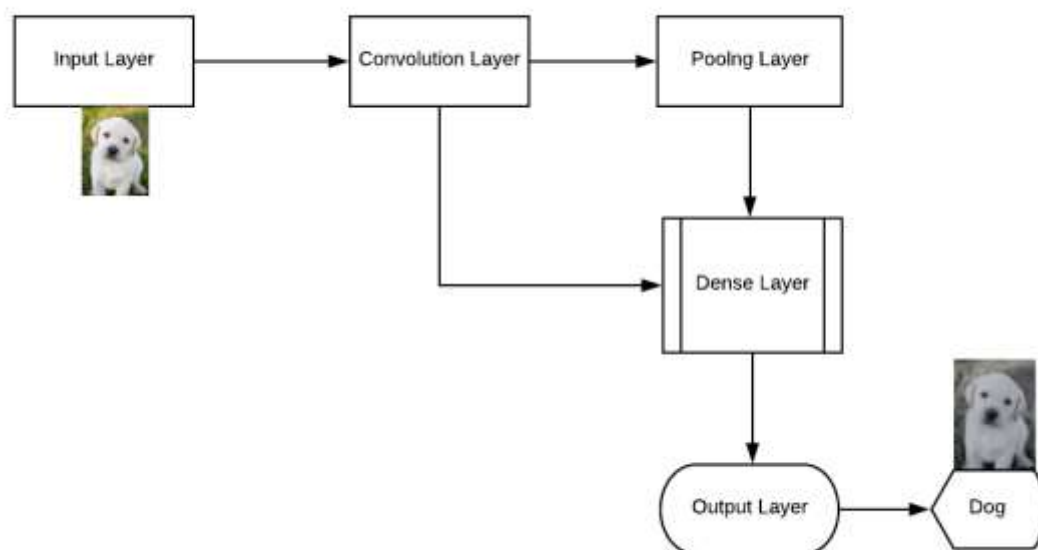 Input Layer
Convolution Layer
Poolng Layer
Dense Layer
Output Layer
Dog